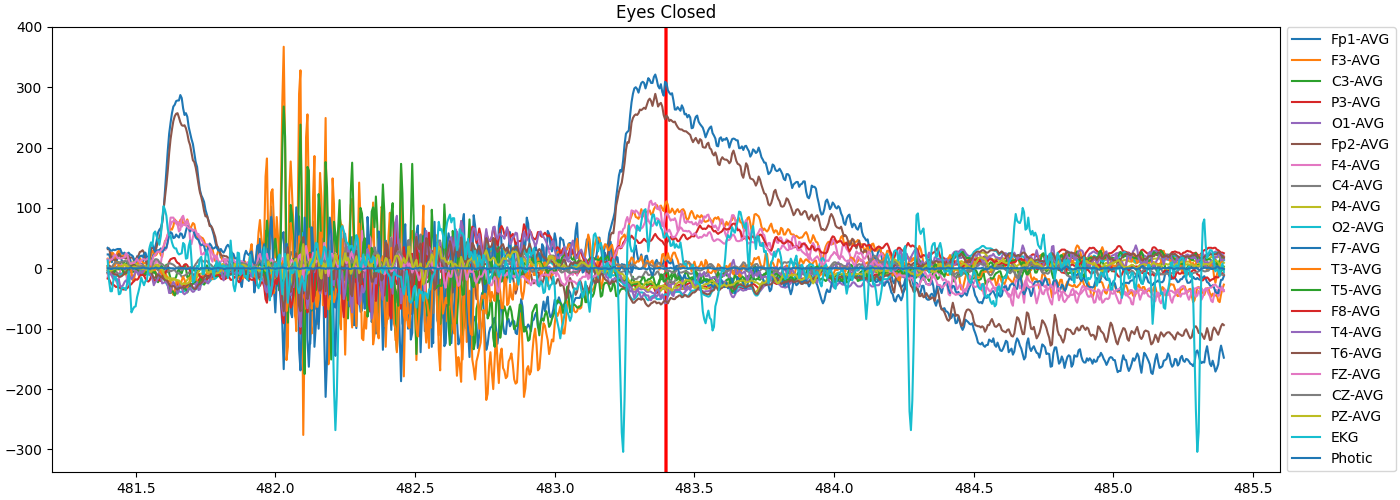 Eyes Closed
400
300
200
100
0
−100
−200
−300
481.5 482.0 482.5 483.0 483.5 484.0 484.5 485.0 485.5
Fp1-AVG
F3-AVG
C3-AVG
P3-AVG
O1-AVG
Fp2-AVG
F4-AVG
C4-AVG
P4-AVG
O2-AVG
F7-AVG
T3-AVG
T5-AVG
F8-AVG
T4-AVG
T6-AVG
FZ-AVG
CZ-AVG
PZ-AVG
EKG
Photic